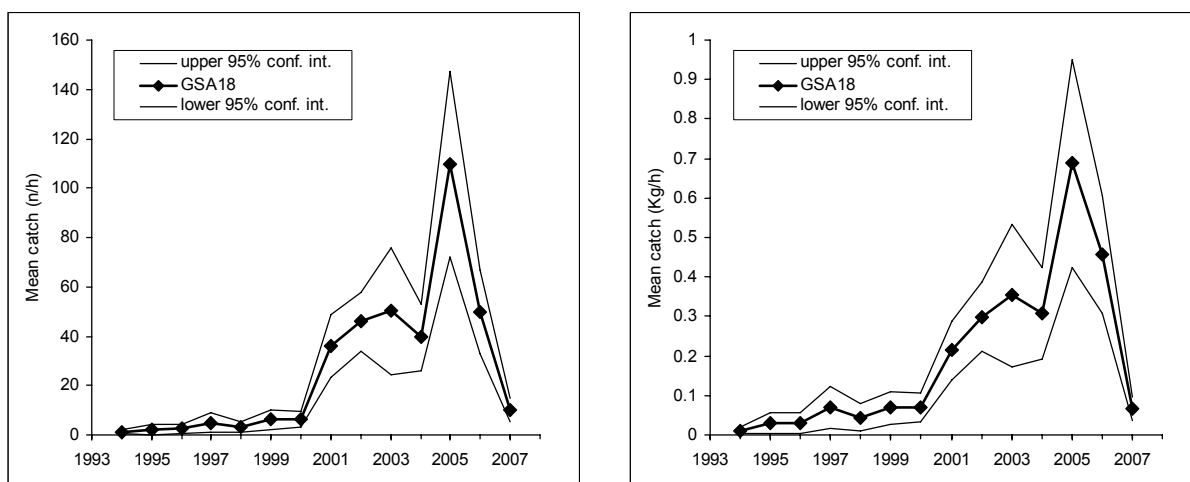 160
140
120
100
80
60
40
20
0
Mean catch (n/h)
upper 95% conf. int.
GSA18
lower 95% conf. int.
1993 1995 1997 1999 2001 2003 2005 2007
1
0.9
0.8
0.7
0.6
0.5
0.4
0.3
0.2
0.1
0
Mean catch (Kg/h)
upper 95% conf. int.
GSA18
lower 95% conf. int.
1993 1995 1997 1999 2001 2003 2005 2007